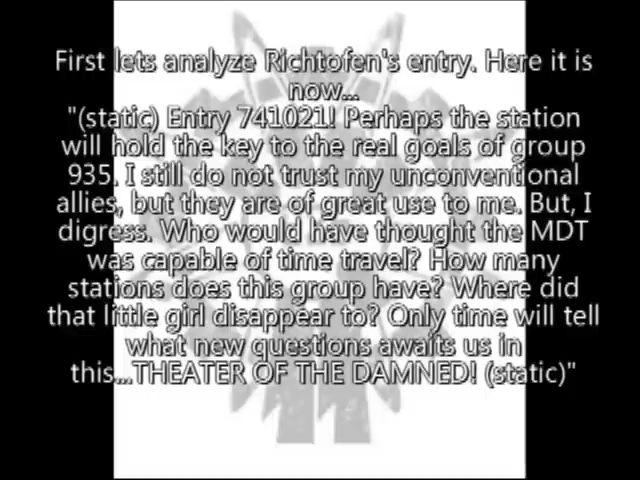 First lets analyze Richtofen's entry. Here it is
now...
"(static) Entry 741021! Perhaps the station
will hold the key to the real goals of group
935. I still do not trust my unconventional
allies, but they are of great use to me. But, I
digress. Who would have thought the MDT
was capable of time travel? How many
stations does this group have? Where did
that little girl disappear to? Only time will tell
what new questions awaits us in
this...THEATER OF THE DAMNED! (static)"